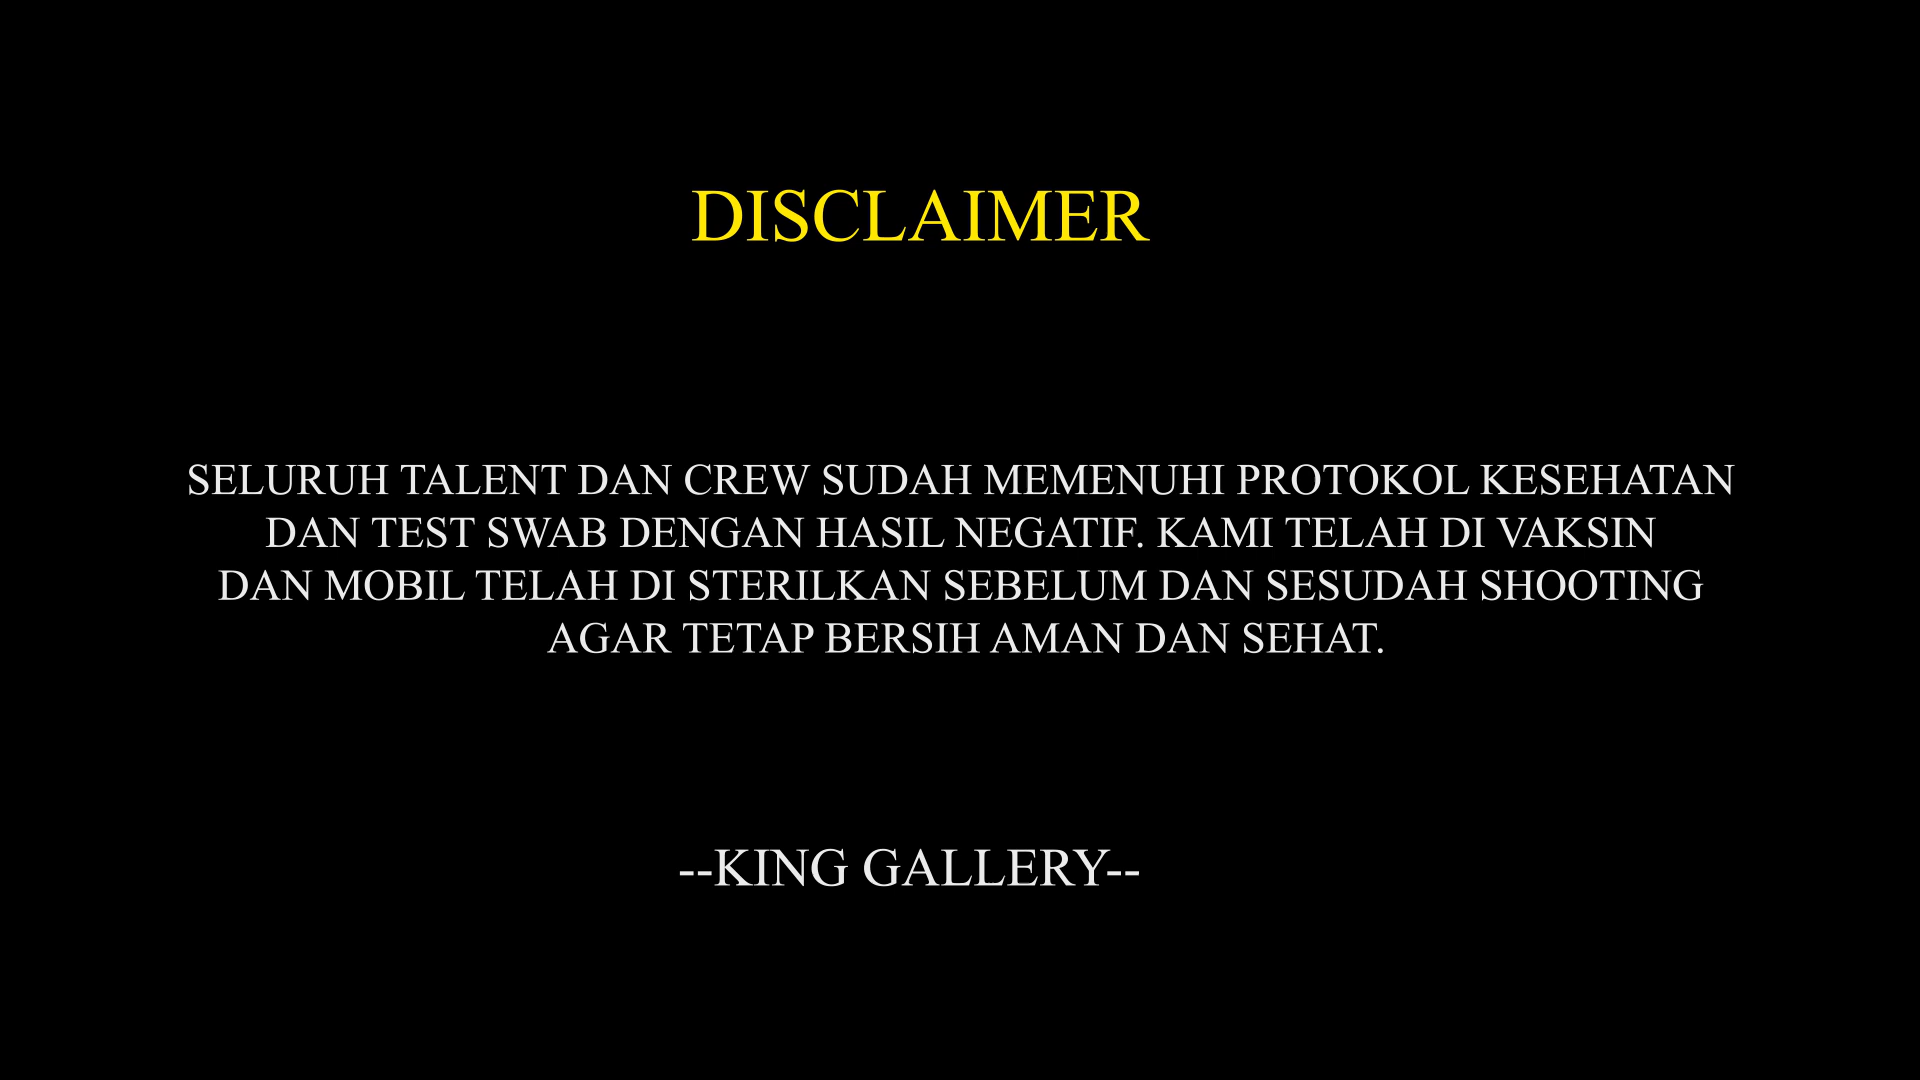 DISCLAIMER
SELURUH TALENT DAN CREW SUDAH MEMENUHI PROTOKOL KESEHATAN
DAN TEST SWAB DENGAN HASIL NEGATIF. KAMI TELAH DI VAKSIN
DAN MOBIL TELAH DI STERILKAN SEBELUM DAN SESUDAH SHOOTING
AGAR TETAP BERSIH AMAN DAN SEHAT.
--KING GALLERY--